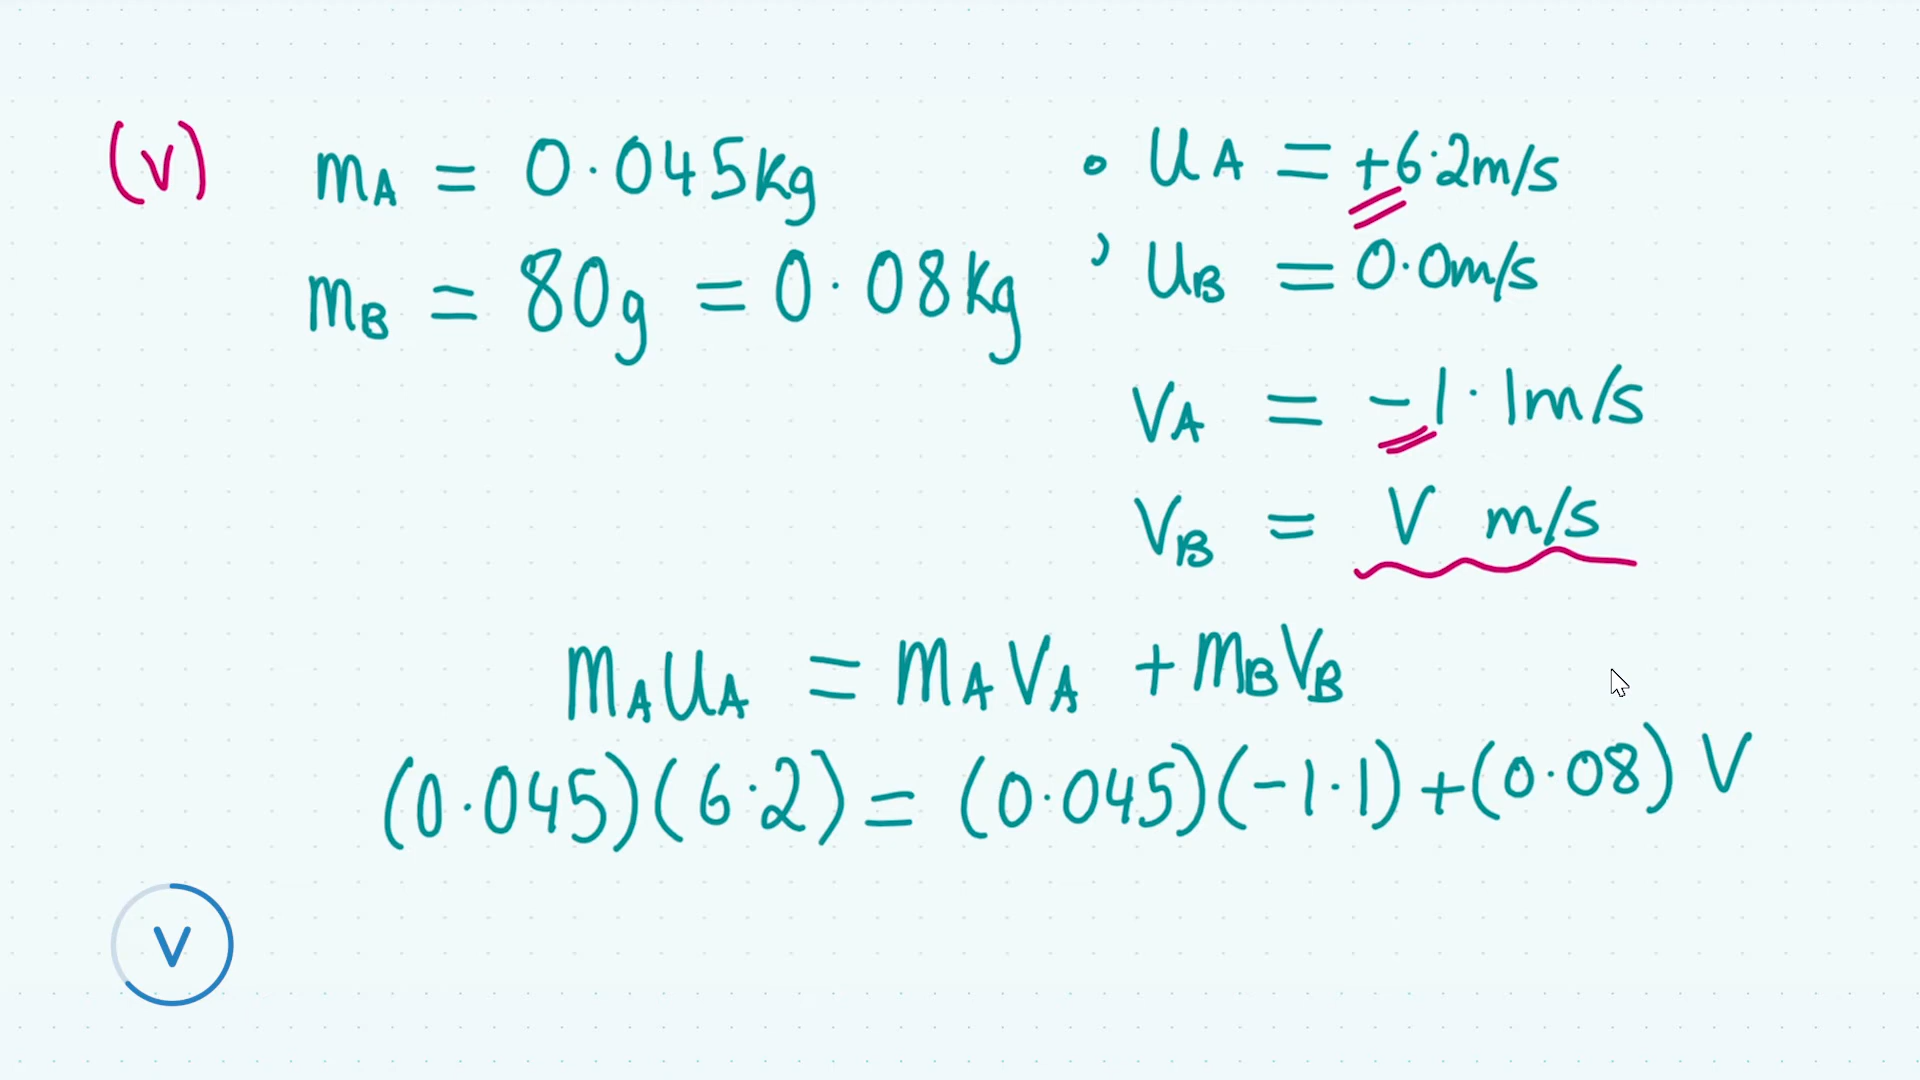 (v) mA = 0.045kg
mB = 80g = 0.08kg
• UA = +6.2m/s
, UB = 0.0m/s
VA = -1.1m/s
VB = V m/s
mAUA = mAVA + mBVB
(0.045)(6.2) = (0.045)(-1.1) + (0.08) V
V